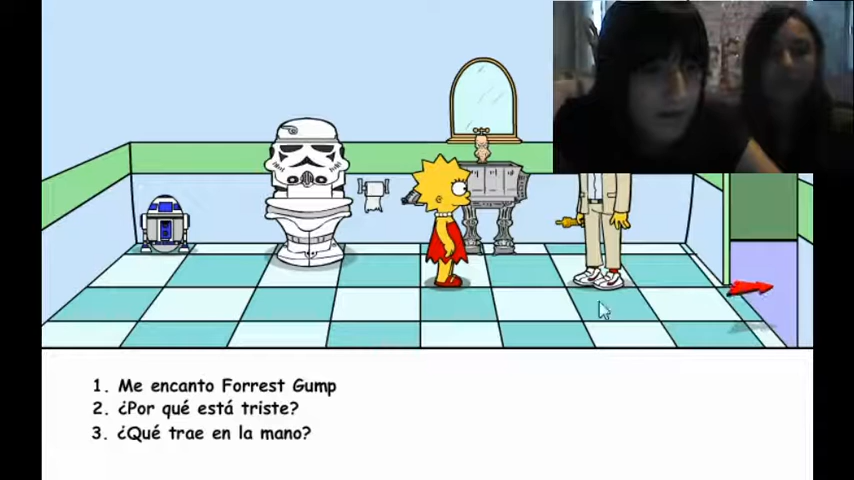 1. Me encanto Forrest Gump
2. ¿Por qué está triste?
3. ¿Qué trae en la mano?